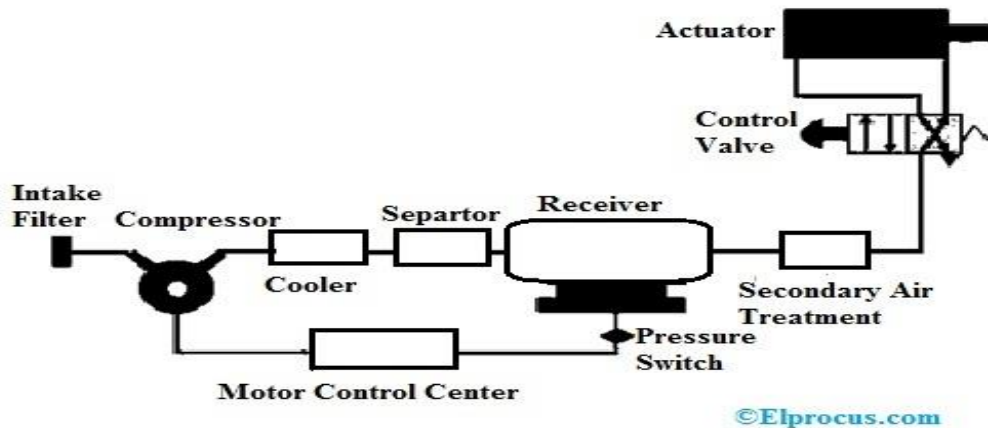 Actuator
Control
Valve
Intake
Filter
Compressor
Separtor
Receiver
Cooler
Secondary Air
Treatment
Pressure
Switch
Motor Control Center
©Elprocus.com